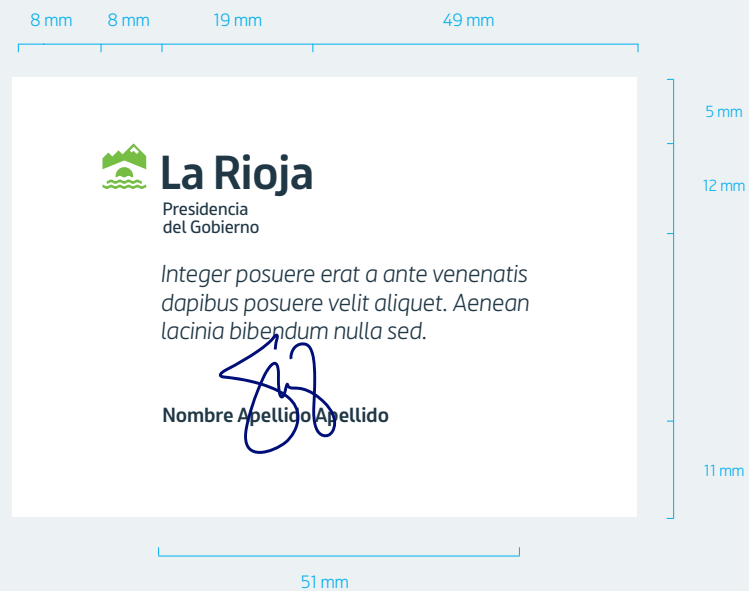 8 mm 8 mm 19 mm 49 mm
5 mm
12 mm
La Rioja
Presidencia
del Gobierno
Integer posuere erat a ante venenatis
dapibus posuere velit aliquet. Aenean
lacinia bibendum nulla sed.
Nombre Apellido Apellido
11 mm
51 mm